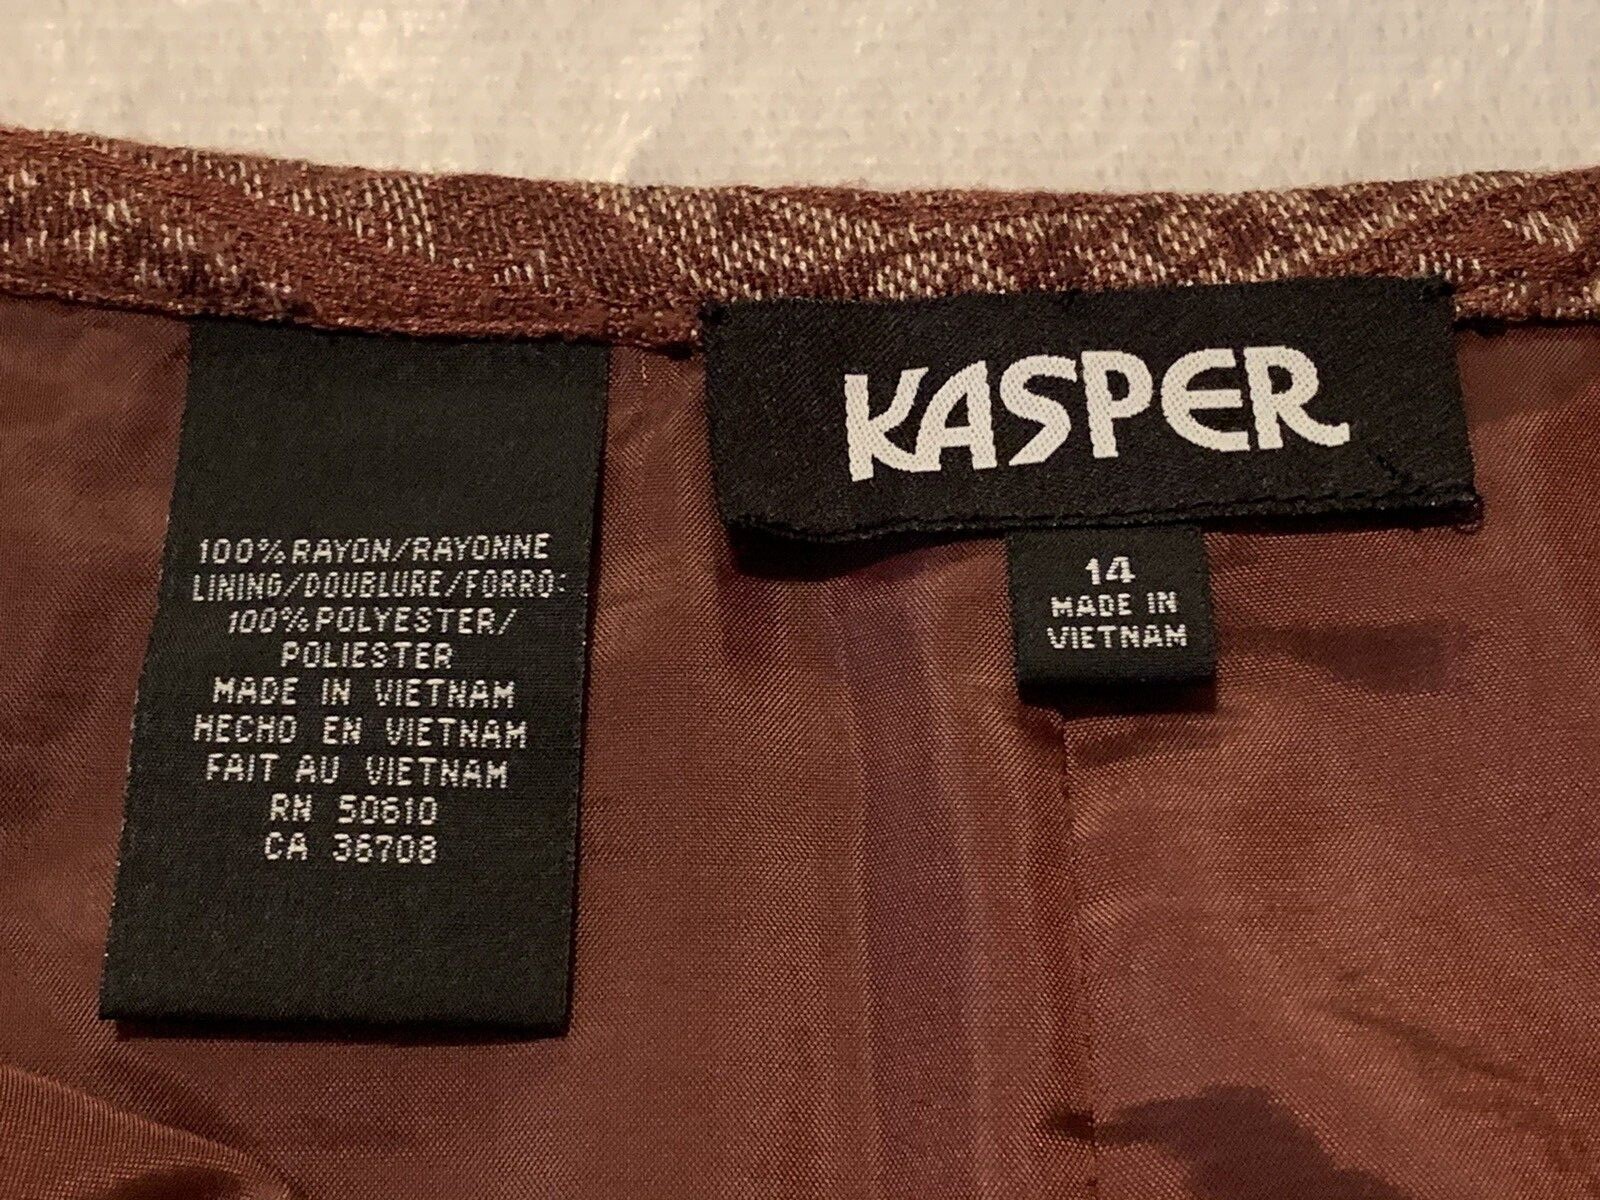 100% RAYON/RAYONNE
LINING/DOUBLURE/FORRO:
100% POLYESTER/
POLIESTER
MADE IN VIETNAM
HECHO EN VIETNAM
FAIT AU VIETNAM
RN 50610
CA 36708
KASPER
14
MADE IN
VIETNAM